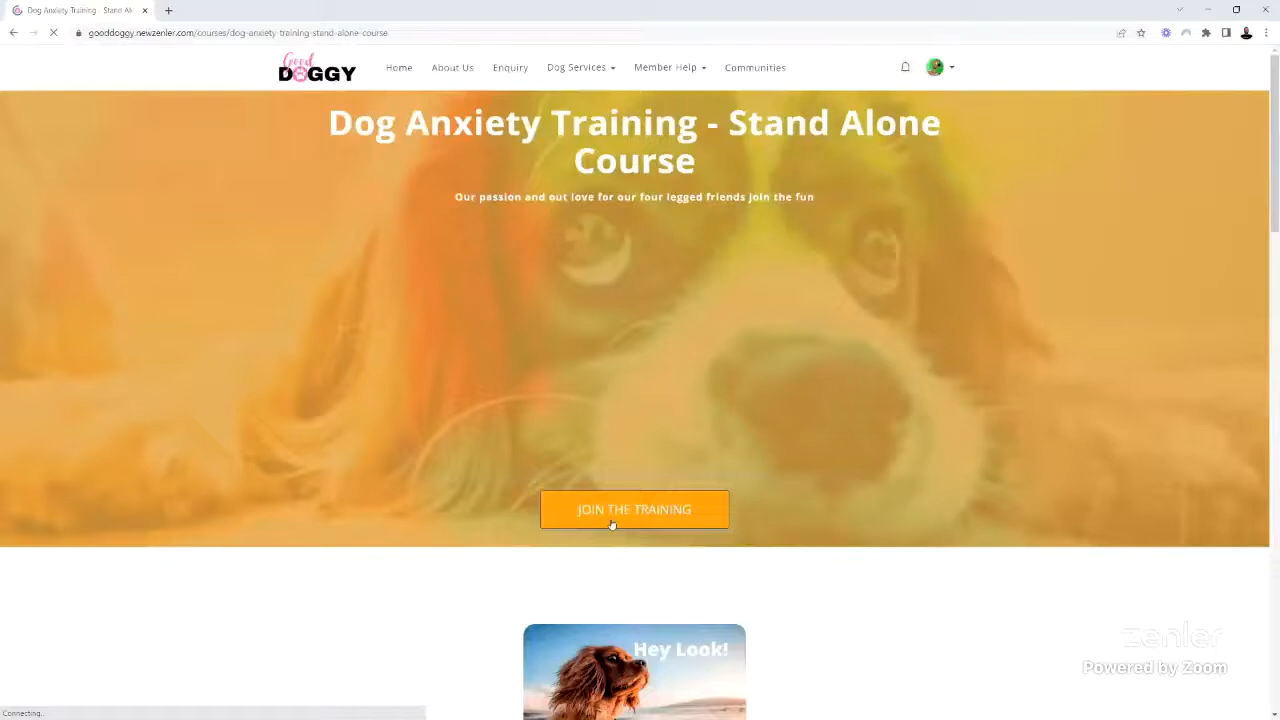 Dog Anxiety Training - Stand Al
gooddoggy.newzenler.com/courses/dog-anxiety-training-stand-alone-course
Good
DOGGY
Home
About Us
Enquiry
Dog Services
Member Help
Communities
Dog Anxiety Training - Stand Alone
Course
Our passion and out love for our four legged friends join the fun
JOIN THE TRAINING
Hey Look!
zenler
Powered by Zoom
Connecting...